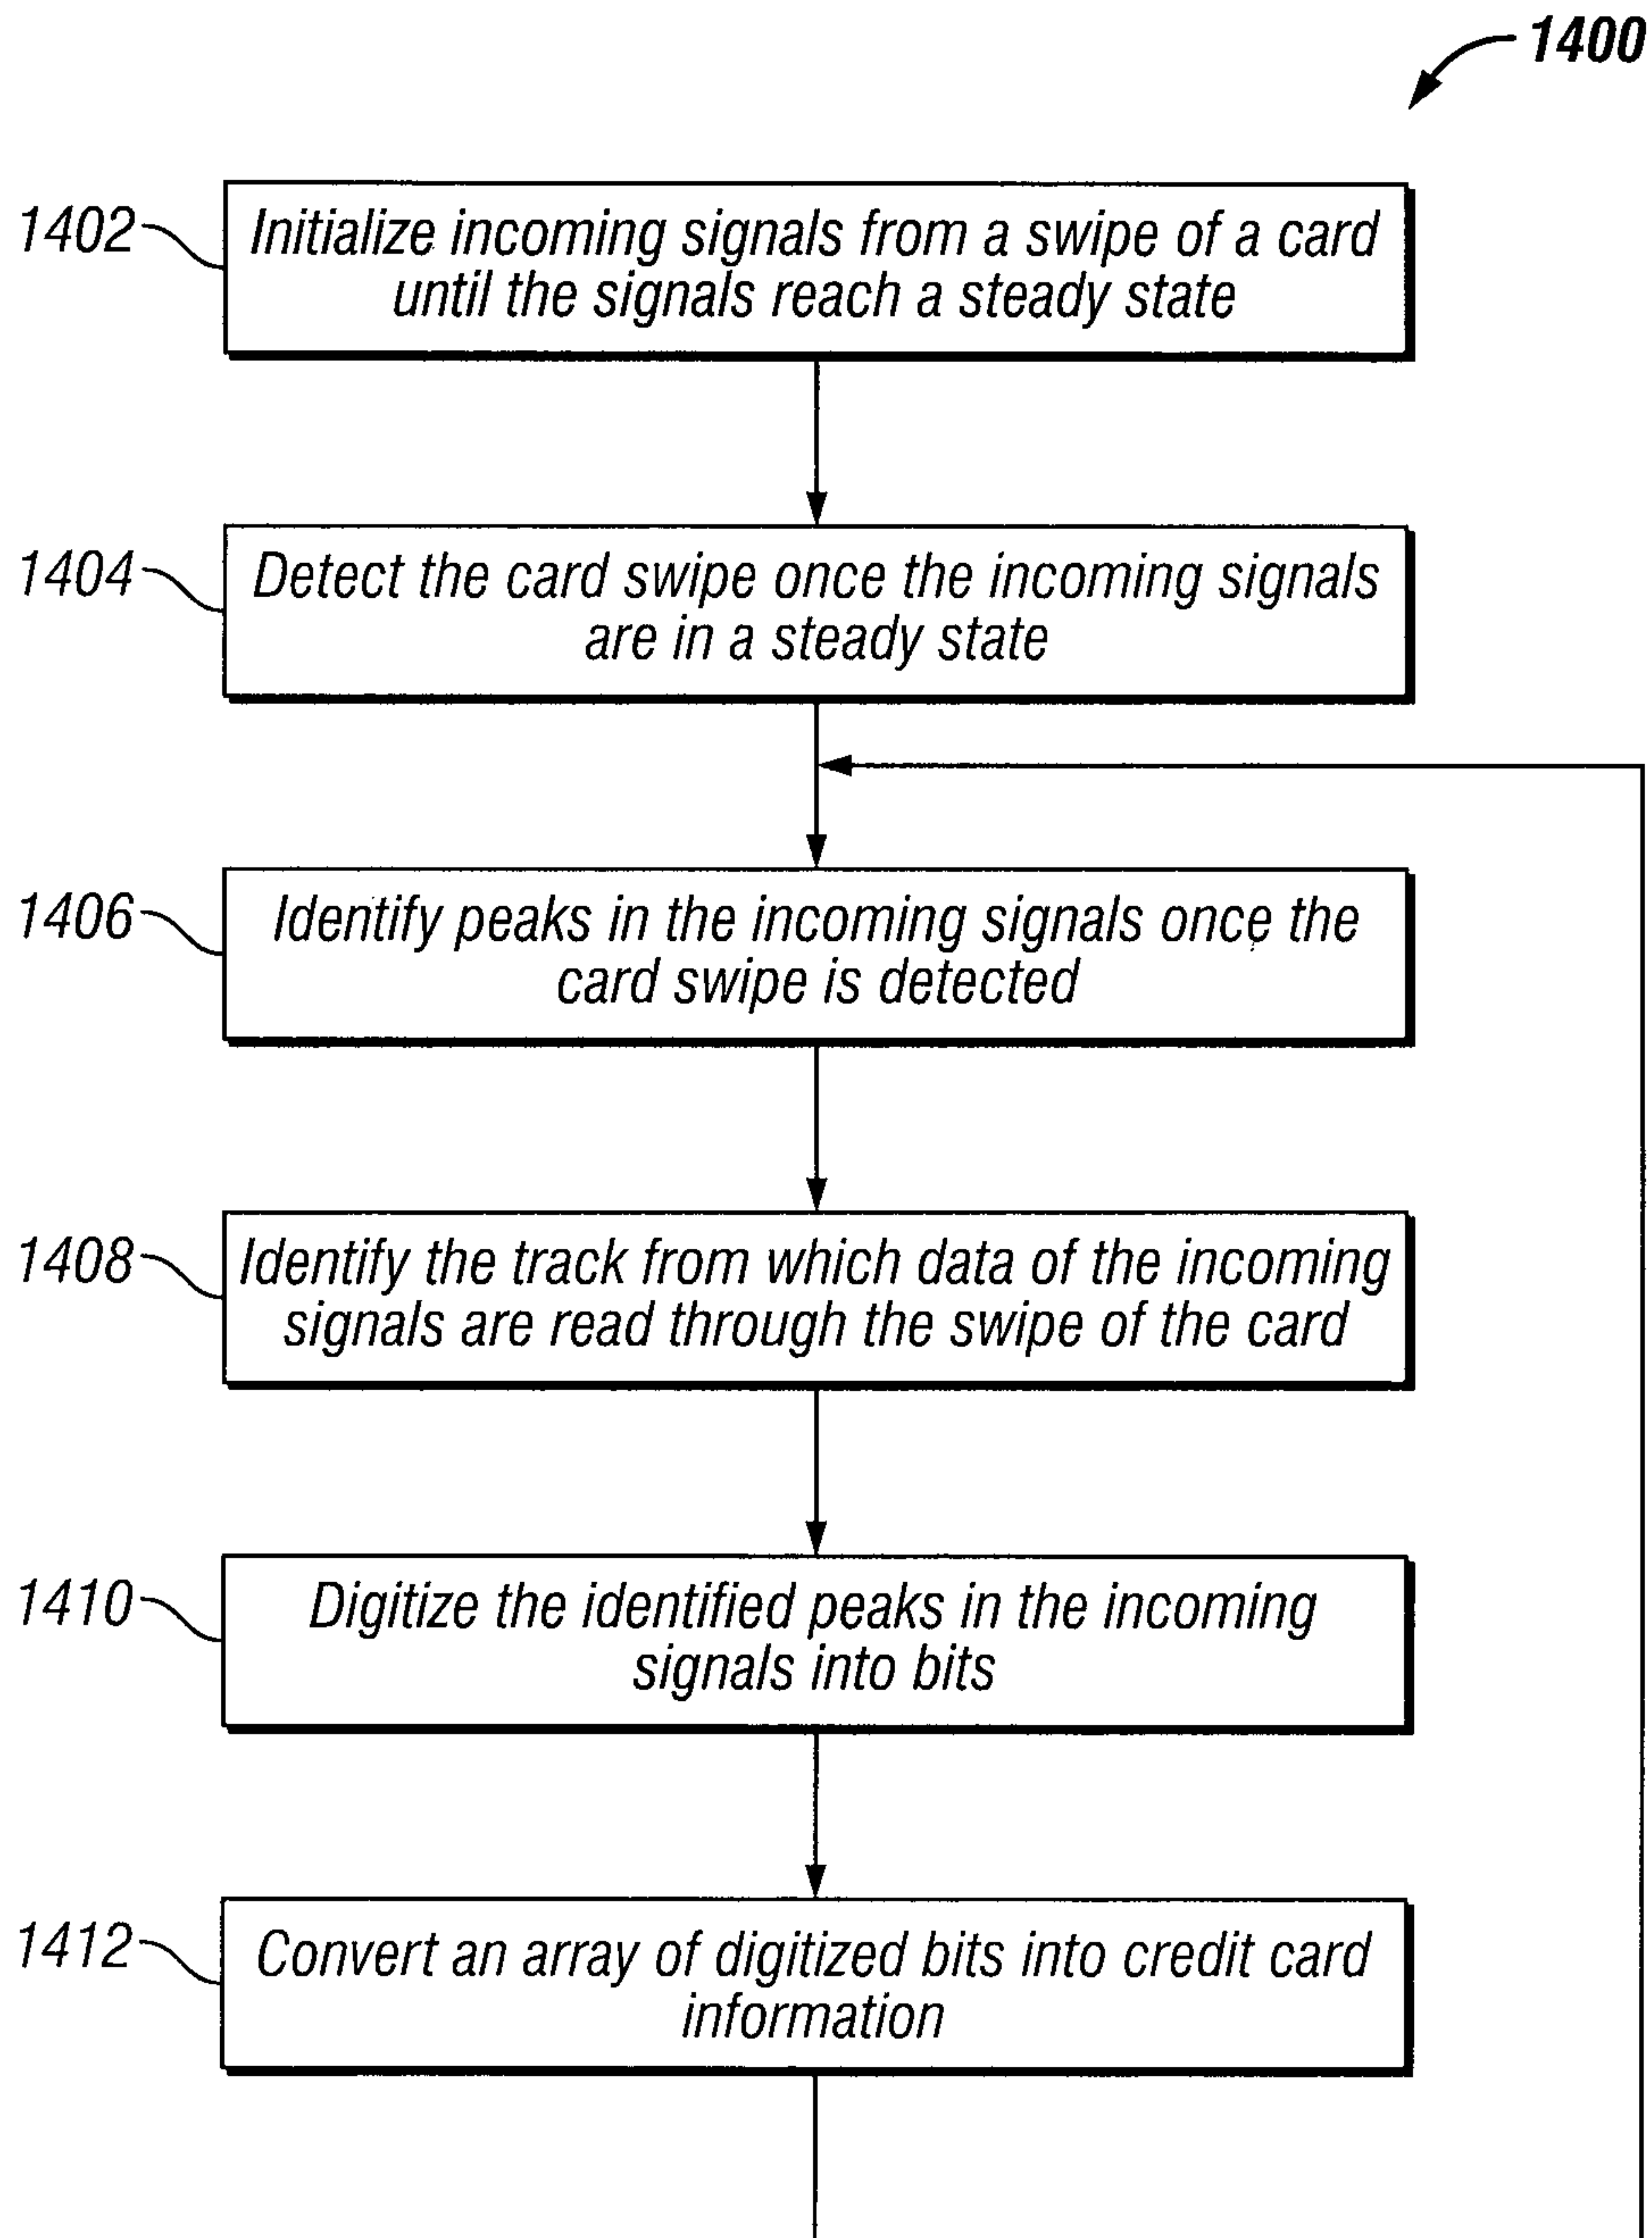 1400
1402
Initialize incoming signals from a swipe of a card
until the signals reach a steady state
1404
Detect the card swipe once the incoming signals
are in a steady state
1406
Identify peaks in the incoming signals once the
card swipe is detected
1408
Identify the track from which data of the incoming
signals are read through the swipe of the card
1410
Digitize the identified peaks in the incoming
signals into bits
1412
Convert an array of digitized bits into credit card
information